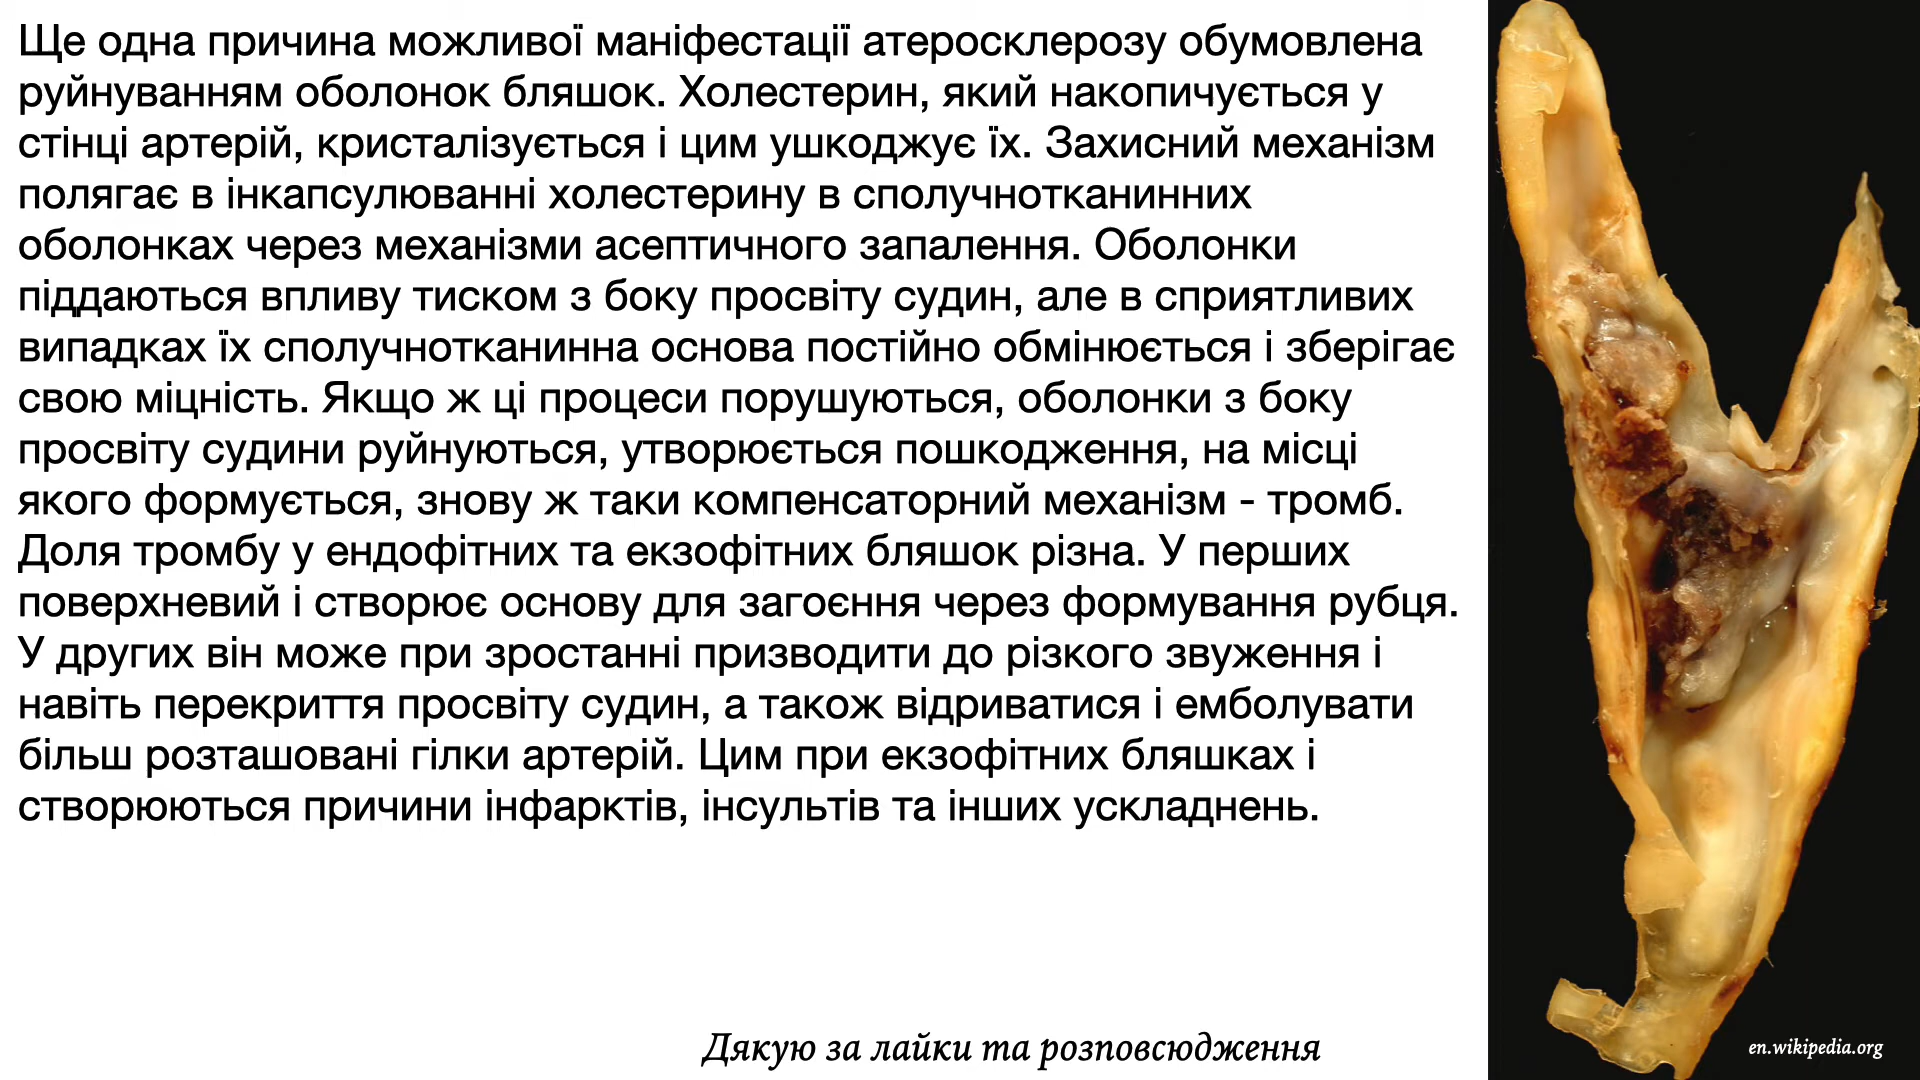 Ще одна причина можливої маніфестації атеросклерозу обумовлена
руйнуванням оболонок бляшок. Холестерин, який накопичується у
стінці артерій, кристалізується і цим ушкоджує їх. Захисний механізм
полягає в інкапсулюванні холестерину в сполучнотканинних
оболонках через механізми асептичного запалення. Оболонки
піддаються впливу тиском з боку просвіту судин, але в сприятливих
випадках їх сполучнотканинна основа постійно обмінюється і зберігає
свою міцність. Якщо ж ці процеси порушуються, оболонки з боку
просвіту судини руйнуються, утворюється пошкодження, на місці
якого формується, знову ж таки компенсаторний механізм - тромб.
Доля тромбу у ендофітних та екзофітних бляшок різна. У перших
поверхневий і створює основу для загоєння через формування рубця.
У других він може при зростанні призводити до різкого звуження і
навіть перекриття просвіту судин, а також відриватися і емболувати
більш розташовані гілки артерій. Цим при екзофітних бляшках і
створюються причини інфарктів, інсультів та інших ускладнень.
Дякую за лайки та розповсюдження
en.wikipedia.org